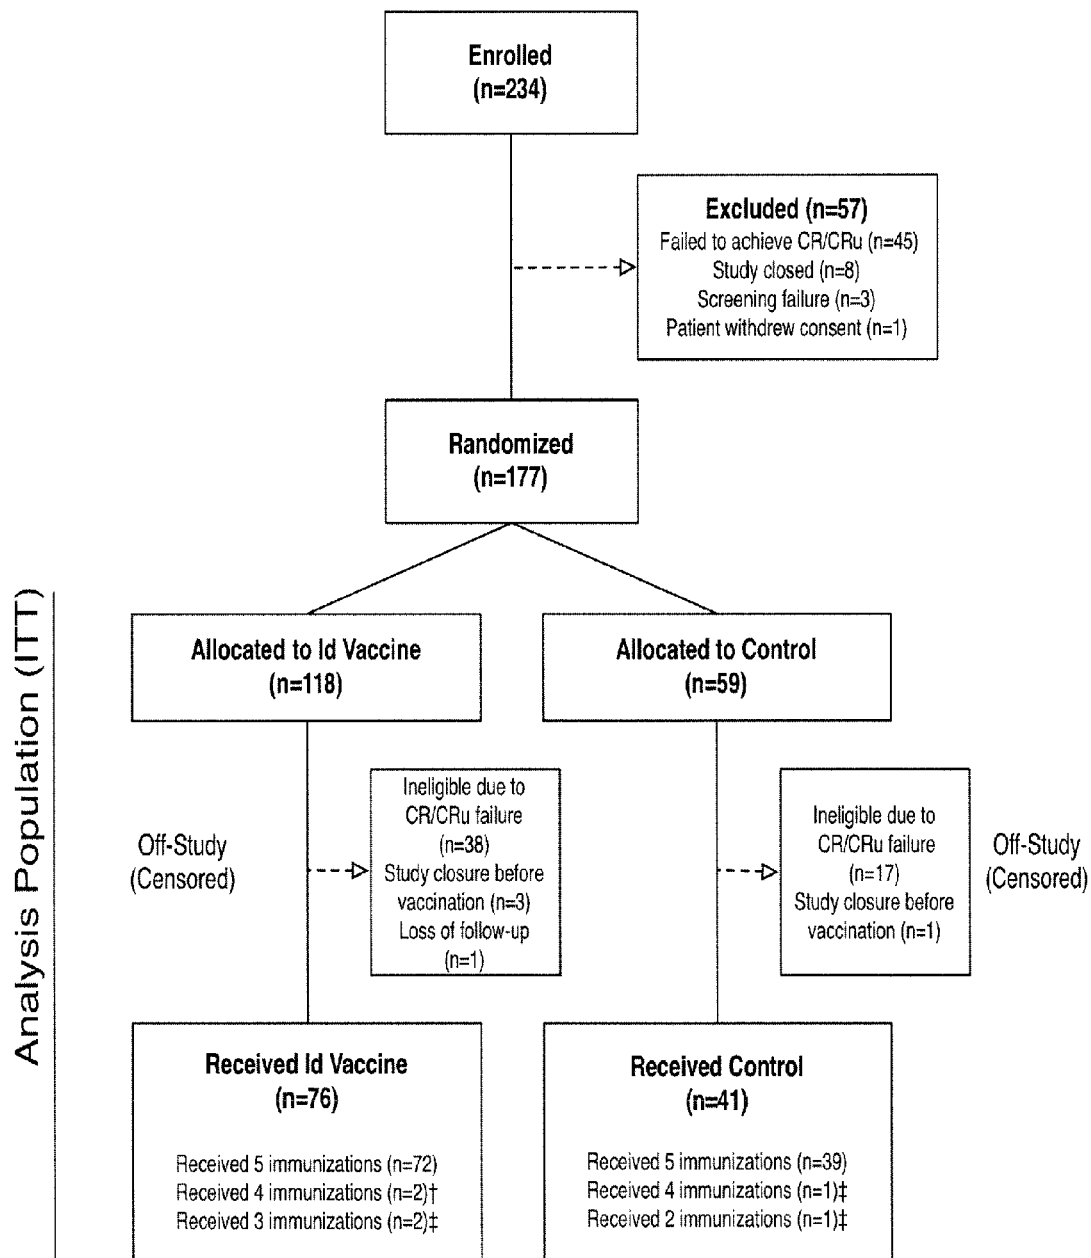 Enrolled
(n=234)
Excluded (n=57)
Failed to achieve CR/CRu (n=45)
Study closed (n=8)
Screening failure (n=3)
Patient withdrew consent (n=1)
Randomized
(n=177)
Analysis Population (ITT)
Allocated to Id Vaccine
(n=118)
Allocated to Control
(n=59)
Off-Study
(Censored)
Ineligible due to
CR/CRu failure
(n=38)
Study closure before
vaccination (n=3)
Loss of follow-up
(n=1)
Ineligible due to
CR/CRu failure
(n=17)
Study closure before
vaccination (n=1)
Off-Study
(Censored)
Received Id Vaccine
(n=76)
Received 5 immunizations (n=72)
Received 4 immunizations (n=2)†
Received 3 immunizations (n=2)‡
Received Control
(n=41)
Received 5 immunizations (n=39)
Received 4 immunizations (n=1)‡
Received 2 immunizations (n=1)‡